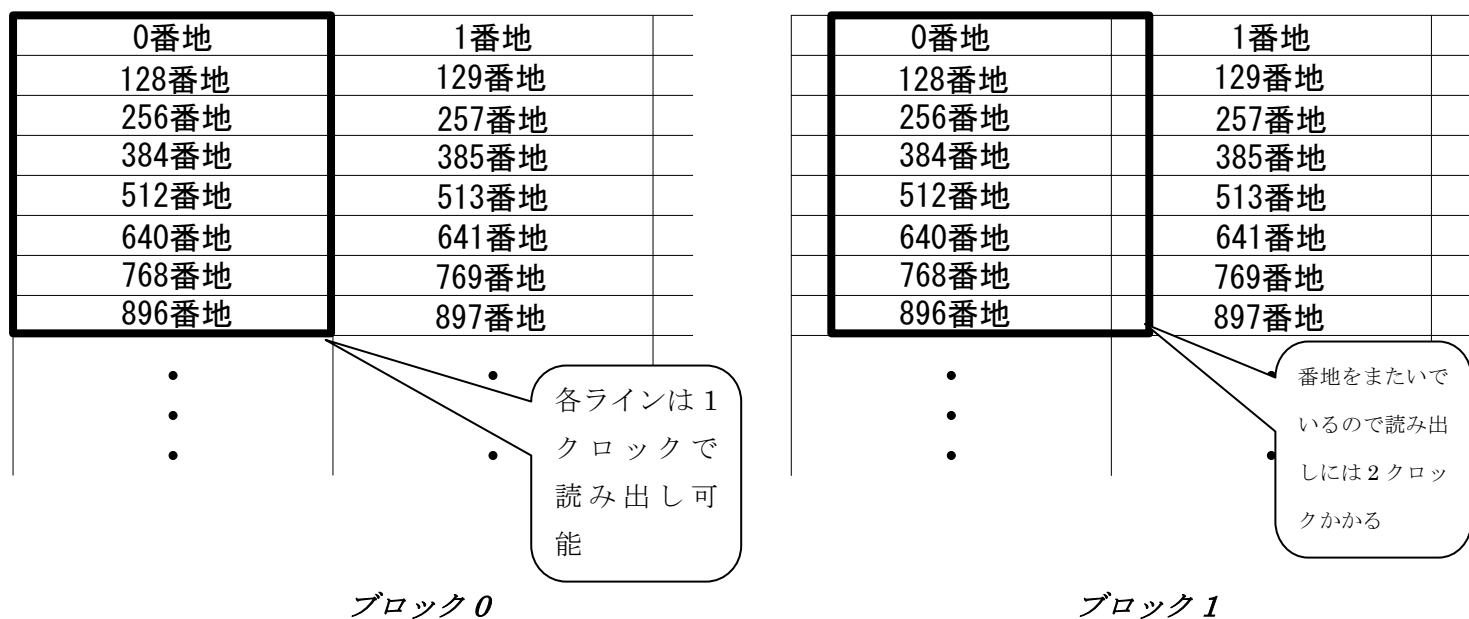 0番地 1番地
128番地 129番地
256番地 257番地
384番地 385番地
512番地 513番地
640番地 641番地
768番地 769番地
896番地 897番地
各ラインは1
クロックで
読み出し可
能
ブロック0
0番地 1番地
128番地 129番地
256番地 257番地
384番地 385番地
512番地 513番地
640番地 641番地
768番地 769番地
896番地 897番地
番地をまたいで
いるので読み出
しには2クロッ
クかかる
ブロック1